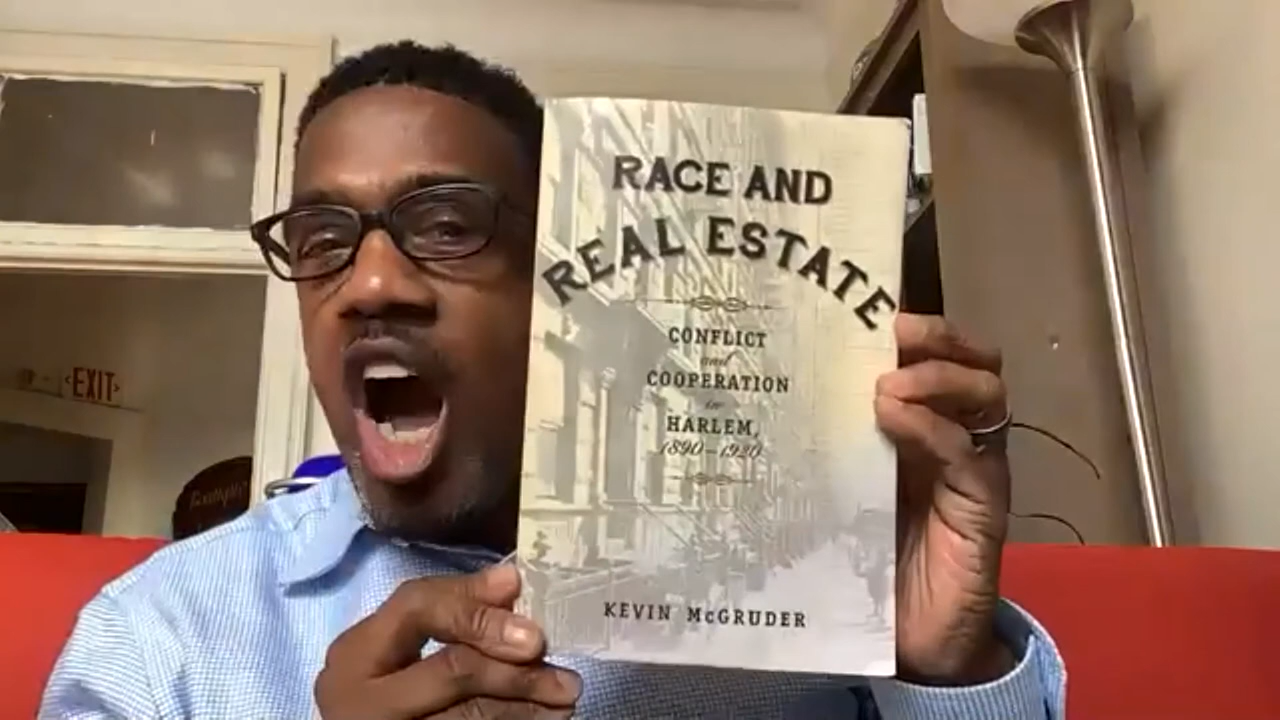 RACE AND
REAL ESTATE
CONFLICT
and
COOPERATION
in
HARLEM,
1890–1920
KEVIN McGRUDER
EXIT